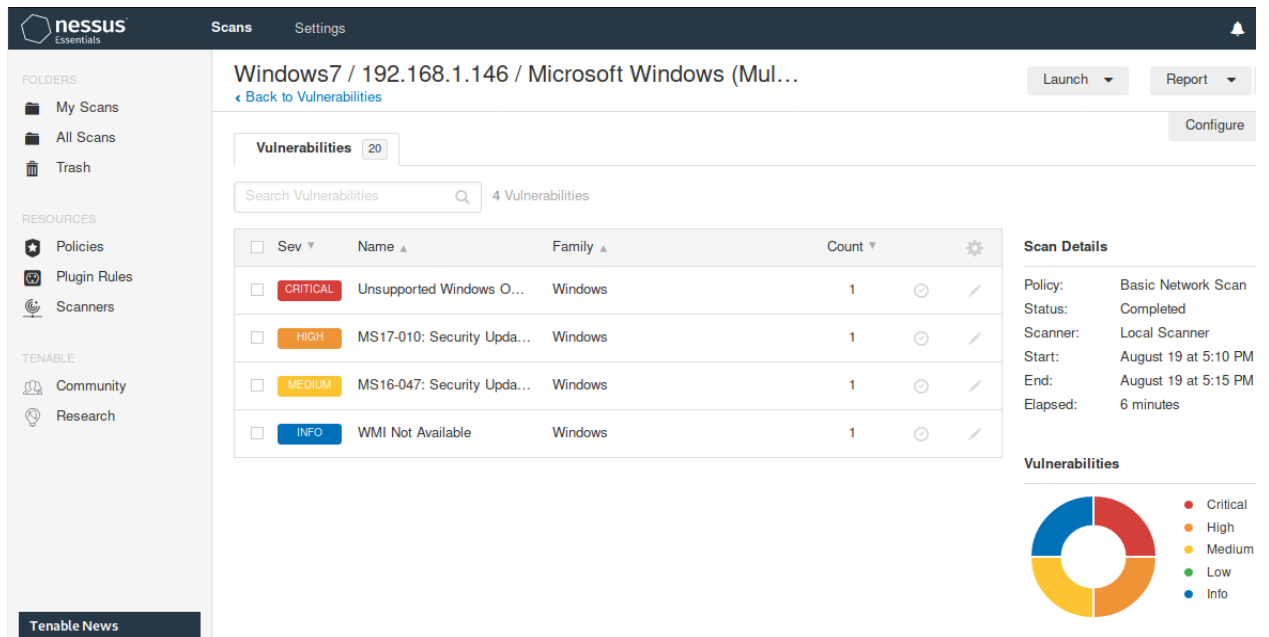 nessus
Essentials
Scans
Settings
FOLDERS
My Scans
All Scans
Trash
RESOURCES
Policies
Plugin Rules
Scanners
TENABLE
Community
Research
Tenable News
Windows7 / 192.168.1.146 / Microsoft Windows (Mul...
‹ Back to Vulnerabilities
Launch
Report
Configure
Vulnerabilities 20
Search Vulnerabilities
4 Vulnerabilities
Sev Name Family Count
CRITICAL Unsupported Windows O... Windows 1
HIGH MS17-010: Security Upda... Windows 1
MEDIUM MS16-047: Security Upda... Windows 1
INFO WMI Not Available Windows 1
Scan Details
Policy: Basic Network Scan
Status: Completed
Scanner: Local Scanner
Start: August 19 at 5:10 PM
End: August 19 at 5:15 PM
Elapsed: 6 minutes
Vulnerabilities
Critical
High
Medium
Low
Info